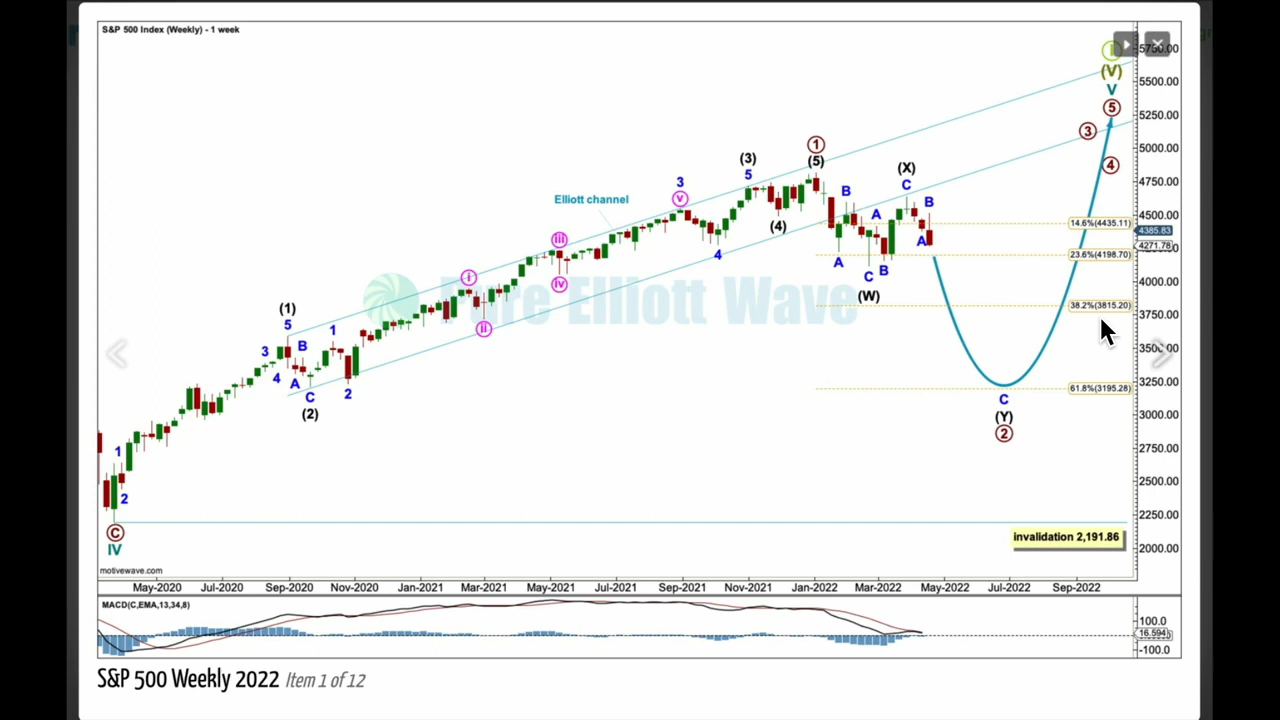 S&P 500 Index (Weekly) - 1 week
5750.00
5500.00
5250.00
5000.00
4750.00
4500.00
4385.83
4271.78
4000.00
3750.00
3500.00
3250.00
3000.00
2750.00
2500.00
2250.00
2000.00
Elliott channel
Pure Elliott Wave
1
2
C
IV
3
4
(1)
5
A
B
C
(2)
1
2
i
ii
iii
iv
3
v
4
(3)
5
(4)
1
(5)
A
B
C
(W)
A
B
(X)
C
A
B
C
(Y)
2
(V)
V
5
3
4
14.6%(4435.11)
23.6%(4198.70)
38.2%(3815.20)
61.8%(3195.28)
invalidation 2,191.86
motivewave.com
May-2020 Jul-2020 Sep-2020 Nov-2020 Jan-2021 Mar-2021 May-2021 Jul-2021 Sep-2021 Nov-2021 Jan-2022 Mar-2022 May-2022 Jul-2022 Sep-2022
MACD(C,EMA,13,34,8)
100.0
16.594
-100.0
S&P 500 Weekly 2022 Item 1 of 12